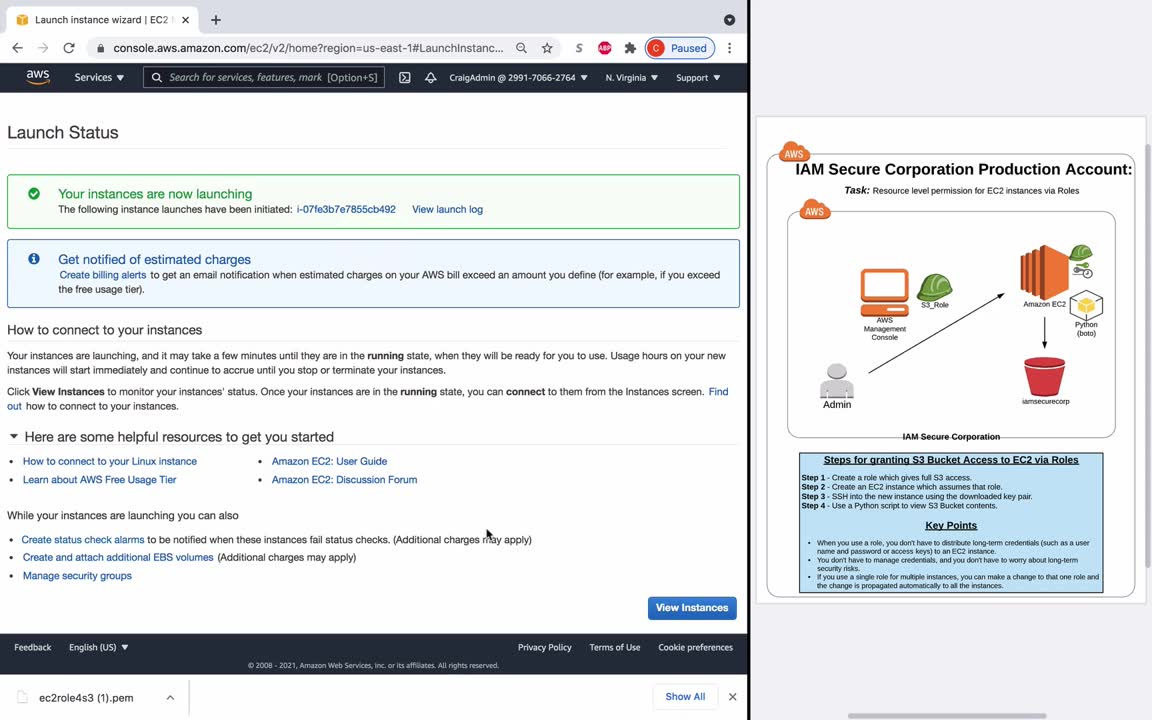 Launch instance wizard | EC2
console.aws.amazon.com/ec2/v2/home?region=us-east-1#LaunchInstanc...
S
ABP
C Paused
aws
Services
Search for services, features, mark [Option+S]
CraigAdmin @ 2991-7066-2764
N. Virginia
Support
Launch Status
Your instances are now launching
The following instance launches have been initiated: i-07fe3b7e7855cb492 View launch log
Get notified of estimated charges
Create billing alerts to get an email notification when estimated charges on your AWS bill exceed an amount you define (for example, if you exceed
the free usage tier).
How to connect to your instances
Your instances are launching, and it may take a few minutes until they are in the running state, when they will be ready for you to use. Usage hours on your new
instances will start immediately and continue to accrue until you stop or terminate your instances.
Click View Instances to monitor your instances' status. Once your instances are in the running state, you can connect to them from the Instances screen. Find
out how to connect to your instances.
Here are some helpful resources to get you started
• How to connect to your Linux instance
• Amazon EC2: User Guide
• Learn about AWS Free Usage Tier
• Amazon EC2: Discussion Forum
While your instances are launching you can also
• Create status check alarms to be notified when these instances fail status checks. (Additional charges may apply)
• Create and attach additional EBS volumes (Additional charges may apply)
• Manage security groups
View Instances
Feedback
English (US)
Privacy Policy
Terms of Use
Cookie preferences
© 2008 - 2021, Amazon Web Services, Inc. or its affiliates. All rights reserved.
ec2role4s3 (1).pem
Show All
AWS
IAM Secure Corporation Production Account:
Task: Resource level permission for EC2 instances via Roles
AWS
S3_Role
AWS
Management
Console
Amazon EC2
Python
(boto)
Admin
iamsecurecorp
IAM Secure Corporation
Steps for granting S3 Bucket Access to EC2 via Roles
Step 1 - Create a role which gives full S3 access.
Step 2 - Create an EC2 instance which assumes that role.
Step 3 - SSH into the new instance using the downloaded key pair.
Step 4 - Use a Python script to view S3 Bucket contents.
Key Points
• When you use a role, you don't have to distribute long-term credentials (such as a user
name and password or access keys) to an EC2 instance.
• You don't have to manage credentials, and you don't have to worry about long-term
security risks.
• If you use a single role for multiple instances, you can make a change to that one role and
the change is propagated automatically to all the instances.